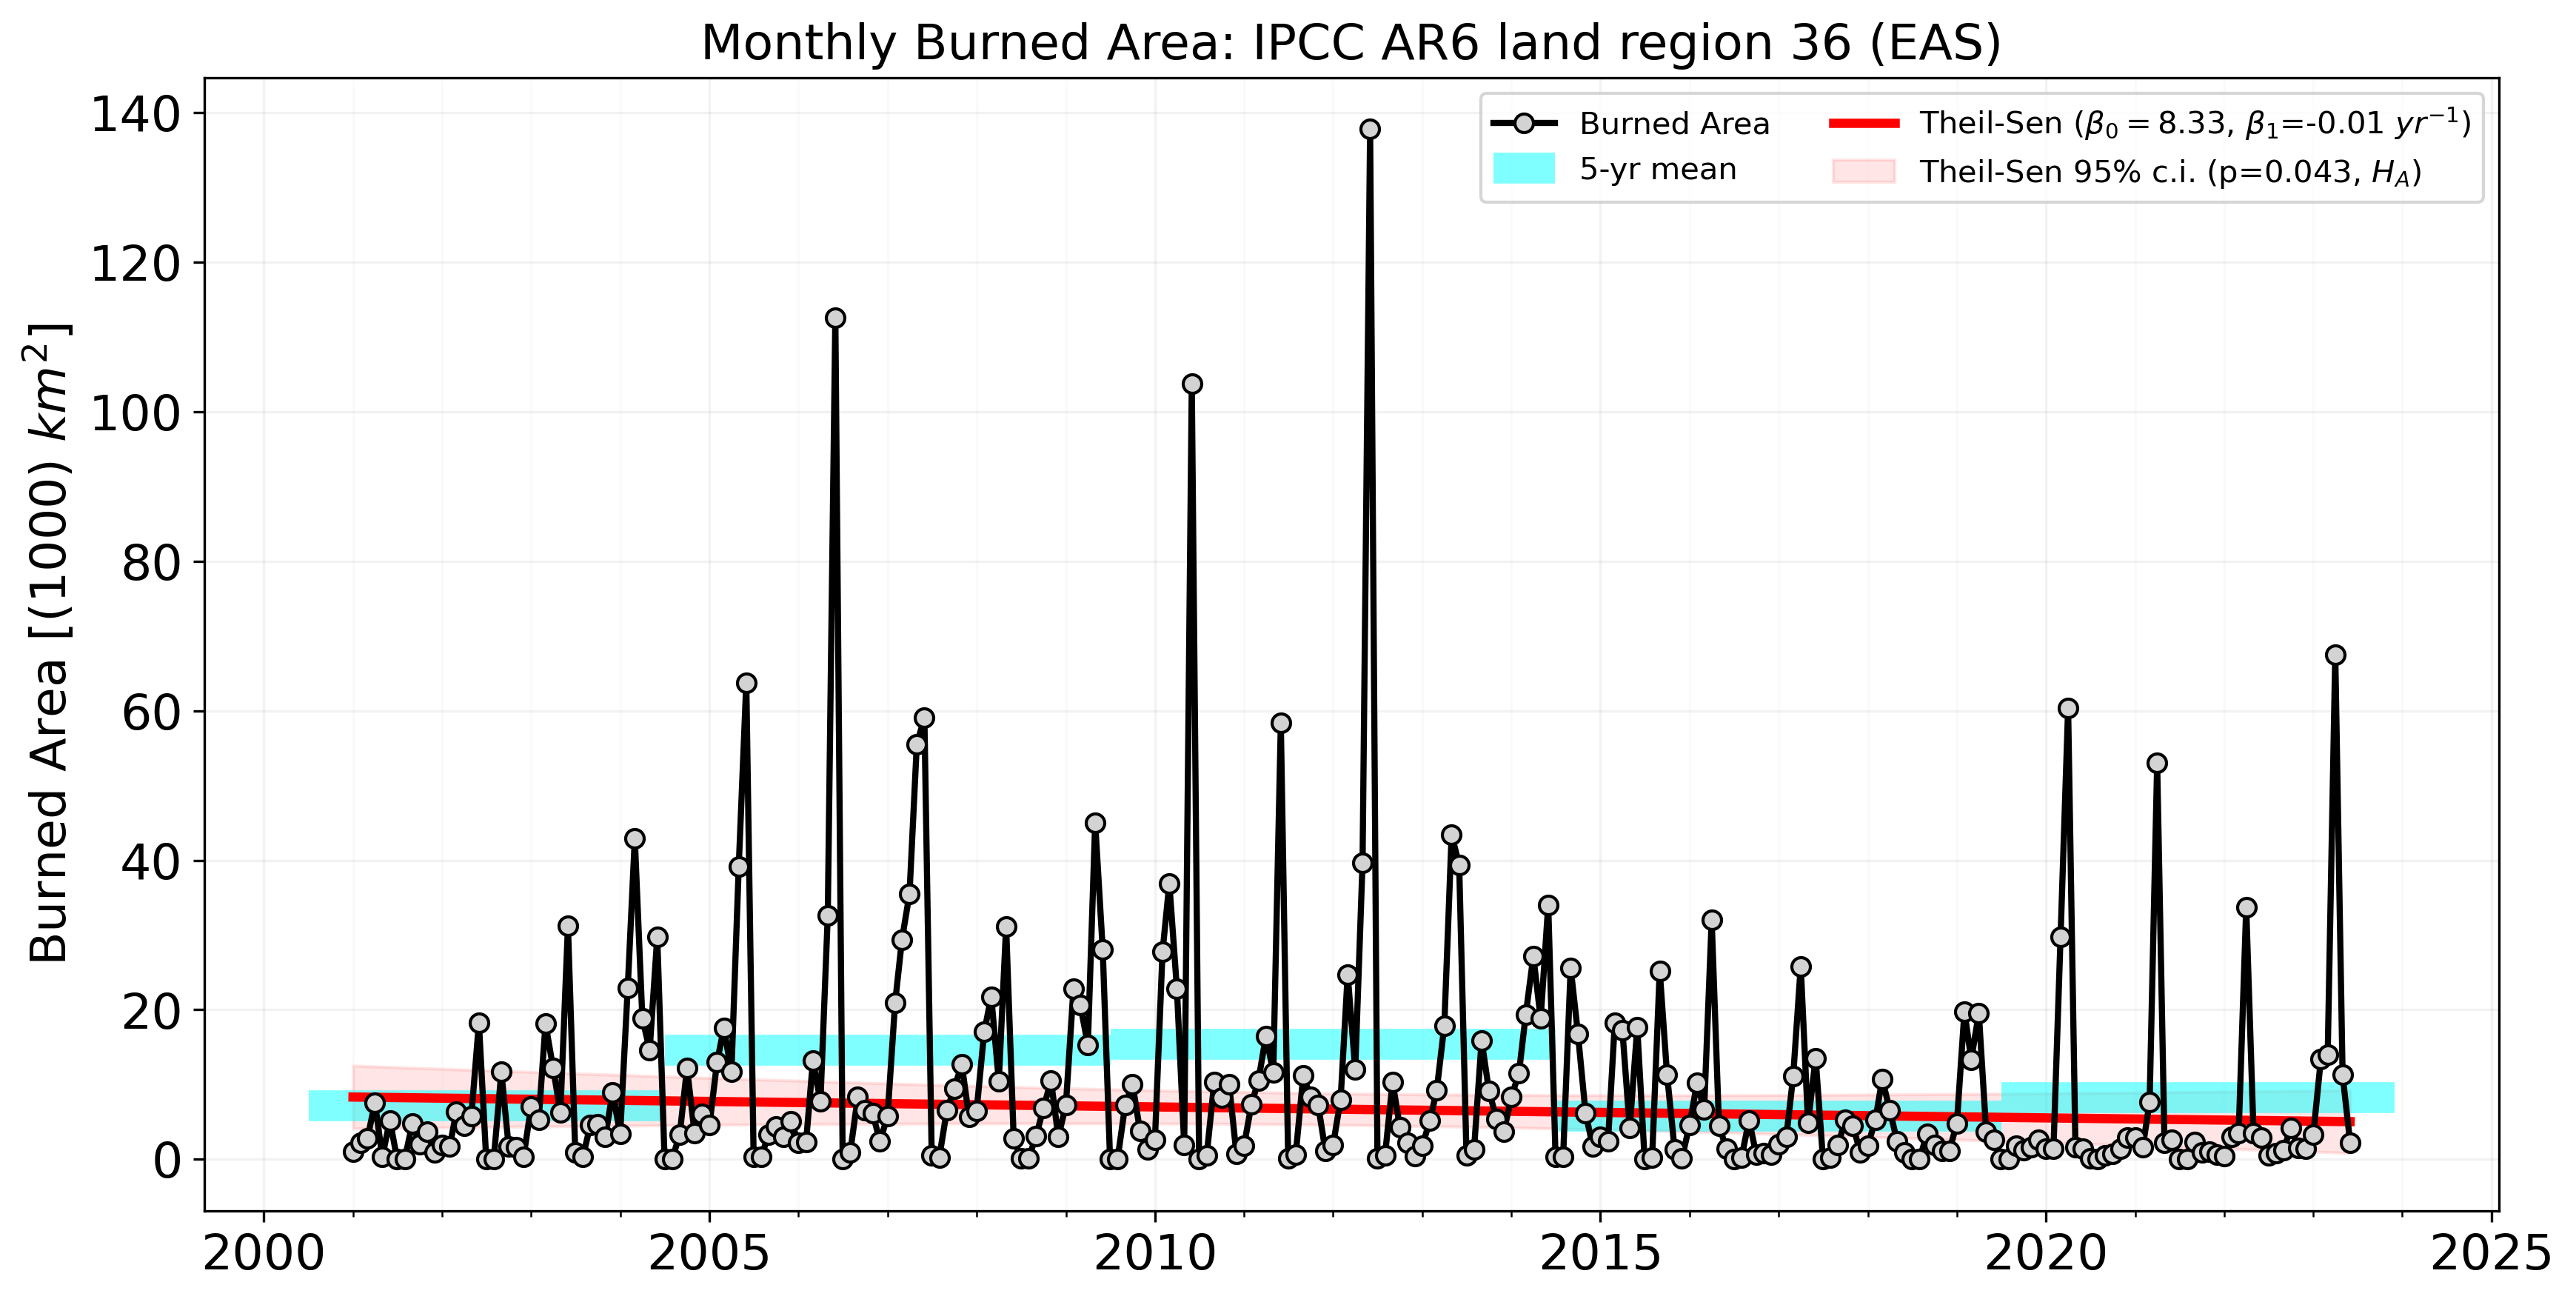 Monthly Burned Area: IPCC AR6 land region 36 (EAS)
Burned Area [(1000) km²]
140
120
100
80
60
40
20
0
Burned Area
5-yr mean
Theil-Sen (β₀ = 8.33, β₁=-0.01 yr⁻¹)
Theil-Sen 95% c.i. (p=0.043, H_A)
2000 2005 2010 2015 2020 2025